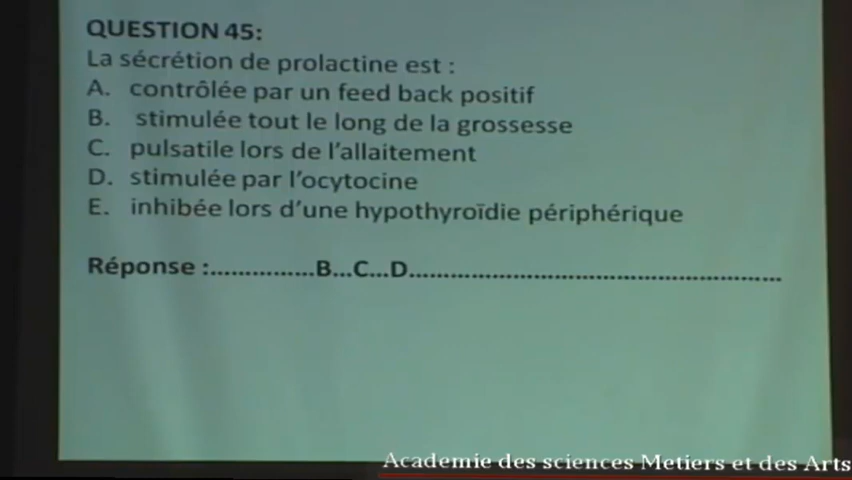 QUESTION 45:
La sécrétion de prolactine est :
A. contrôlée par un feed back positif
B. stimulée tout le long de la grossesse
C. pulsatile lors de l'allaitement
D. stimulée par l'ocytocine
E. inhibée lors d'une hypothyroïdie périphérique
Réponse :...............B...C...D......................................................
Academie des sciences Metiers et des Arts